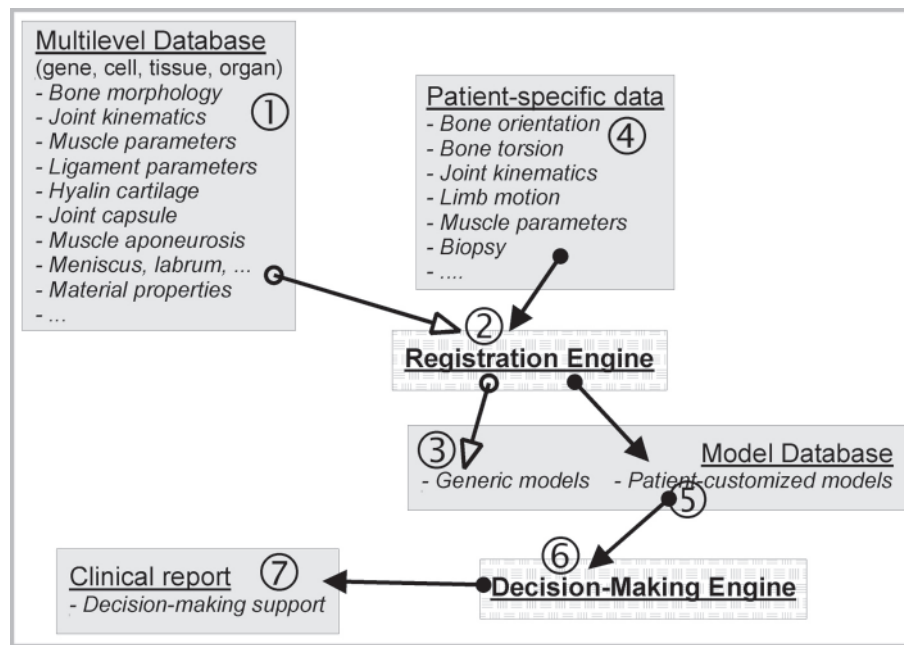 Multilevel Database
(gene, cell, tissue, organ)
- Bone morphology
①
- Joint kinematics
- Muscle parameters
- Ligament parameters
- Hyalin cartilage
- Joint capsule
- Muscle aponeurosis
- Meniscus, labrum, ...
- Material properties
- ...
Patient-specific data
- Bone orientation
④
- Bone torsion
- Joint kinematics
- Limb motion
- Muscle parameters
- Biopsy
- ....
②
Registration Engine
③
Model Database
- Generic models
- Patient-customized models
⑤
⑥
Decision-Making Engine
Clinical report
⑦
- Decision-making support